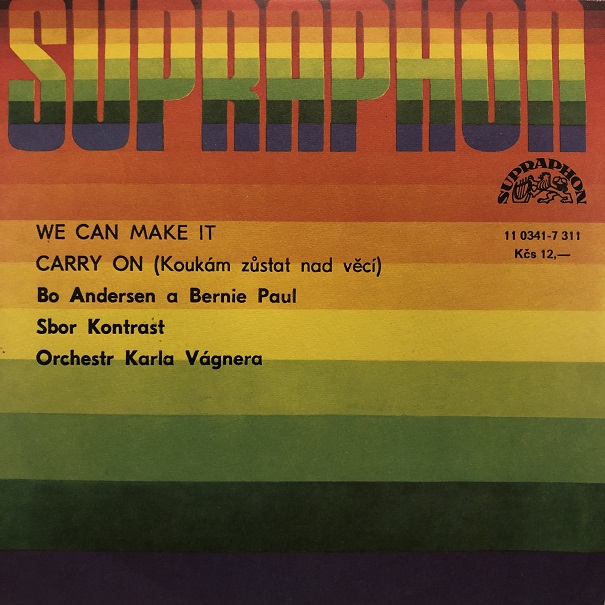 SUPRAPHON
SUPRAPHON
WE CAN MAKE IT
11 0341-7 311
CARRY ON (Koukám zůstat nad věcí)
Kčs 12,—
Bo Andersen a Bernie Paul
Sbor Kontrast
Orchestr Karla Vágnera